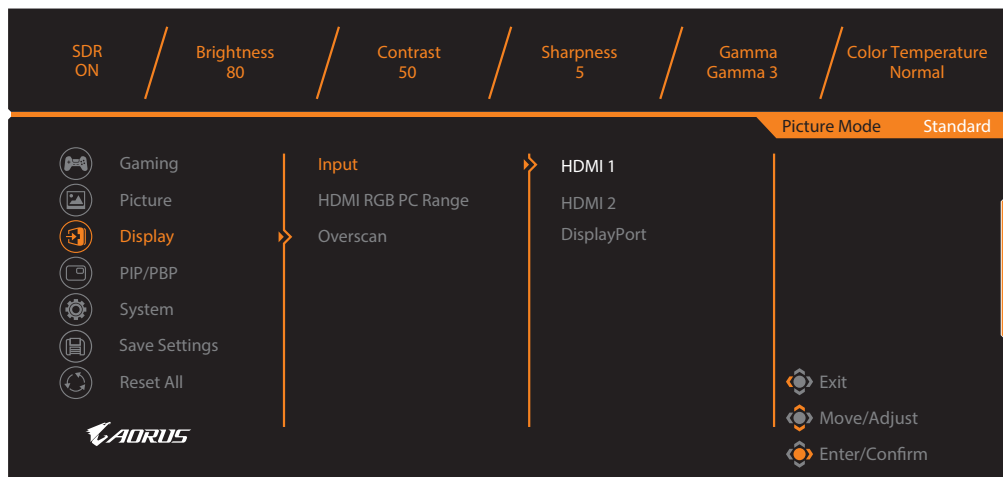 SDR
ON
Brightness
80
Contrast
50
Sharpness
5
Gamma
Gamma 3
Color Temperature
Normal
Picture Mode Standard
Gaming
Picture
Display
PIP/PBP
System
Save Settings
Reset All
Input
HDMI RGB PC Range
Overscan
HDMI 1
HDMI 2
DisplayPort
Exit
Move/Adjust
Enter/Confirm
AORUS